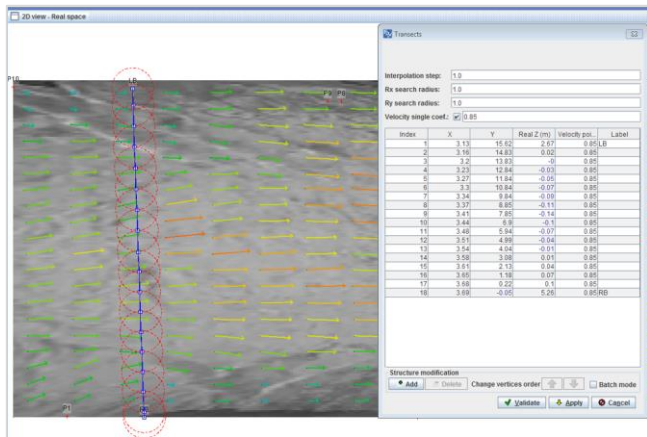 2D view - Real space
P10
LB
P9 P8
P1
Transects
Interpolation step: 1.0
Rx search radius: 1.0
Ry search radius: 1.0
Velocity single coef.: 0.85
Index X Y Real Z (m) Velocity poi... Label
1 3.13 15.62 2.67 0.85 LB
2 3.16 14.83 0.02 0.85
3 3.2 13.83 -0 0.85
4 3.23 12.84 -0.03 0.85
5 3.27 11.84 -0.05 0.85
6 3.3 10.84 -0.07 0.85
7 3.34 9.84 -0.09 0.85
8 3.37 8.85 -0.11 0.85
9 3.41 7.85 -0.14 0.85
10 3.44 6.9 -0.1 0.85
11 3.48 5.94 -0.07 0.85
12 3.51 4.99 -0.04 0.85
13 3.54 4.04 -0.01 0.85
14 3.58 3.08 0.01 0.85
15 3.61 2.13 0.04 0.85
16 3.65 1.18 0.07 0.85
17 3.68 0.22 0.1 0.85
18 3.69 -0.05 5.26 0.85 RB
Structure modification
Add Delete Change vertices order Batch mode
Validate Apply Cancel